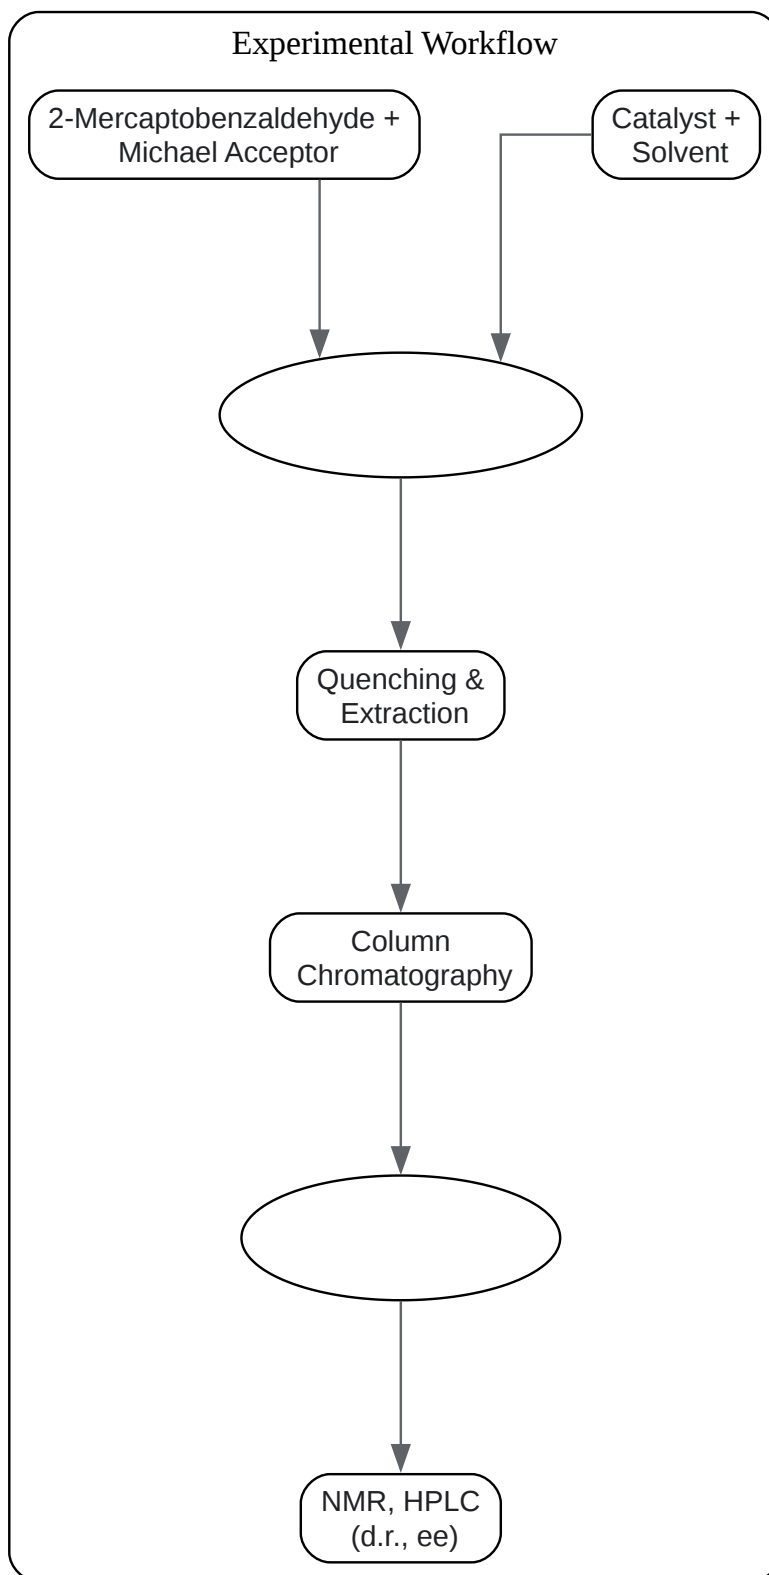 Experimental Workflow
2-Mercaptobenzaldehyde +
Michael Acceptor
Catalyst +
Solvent
Quenching &
Extraction
Column
Chromatography
NMR, HPLC
(d.r., ee)